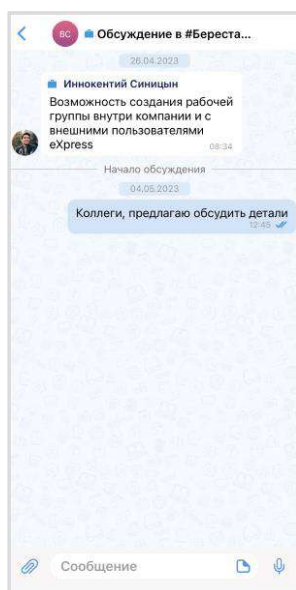 ВС
Обсуждение в #Береста...
26.04.2023
Иннокентий Синицын
Возможность создания рабочей
группы внутри компании и с
внешними пользователями
eXpress
08:34
Начало обсуждения
04.05.2023
Коллеги, предлагаю обсудить детали
12:45
Сообщение